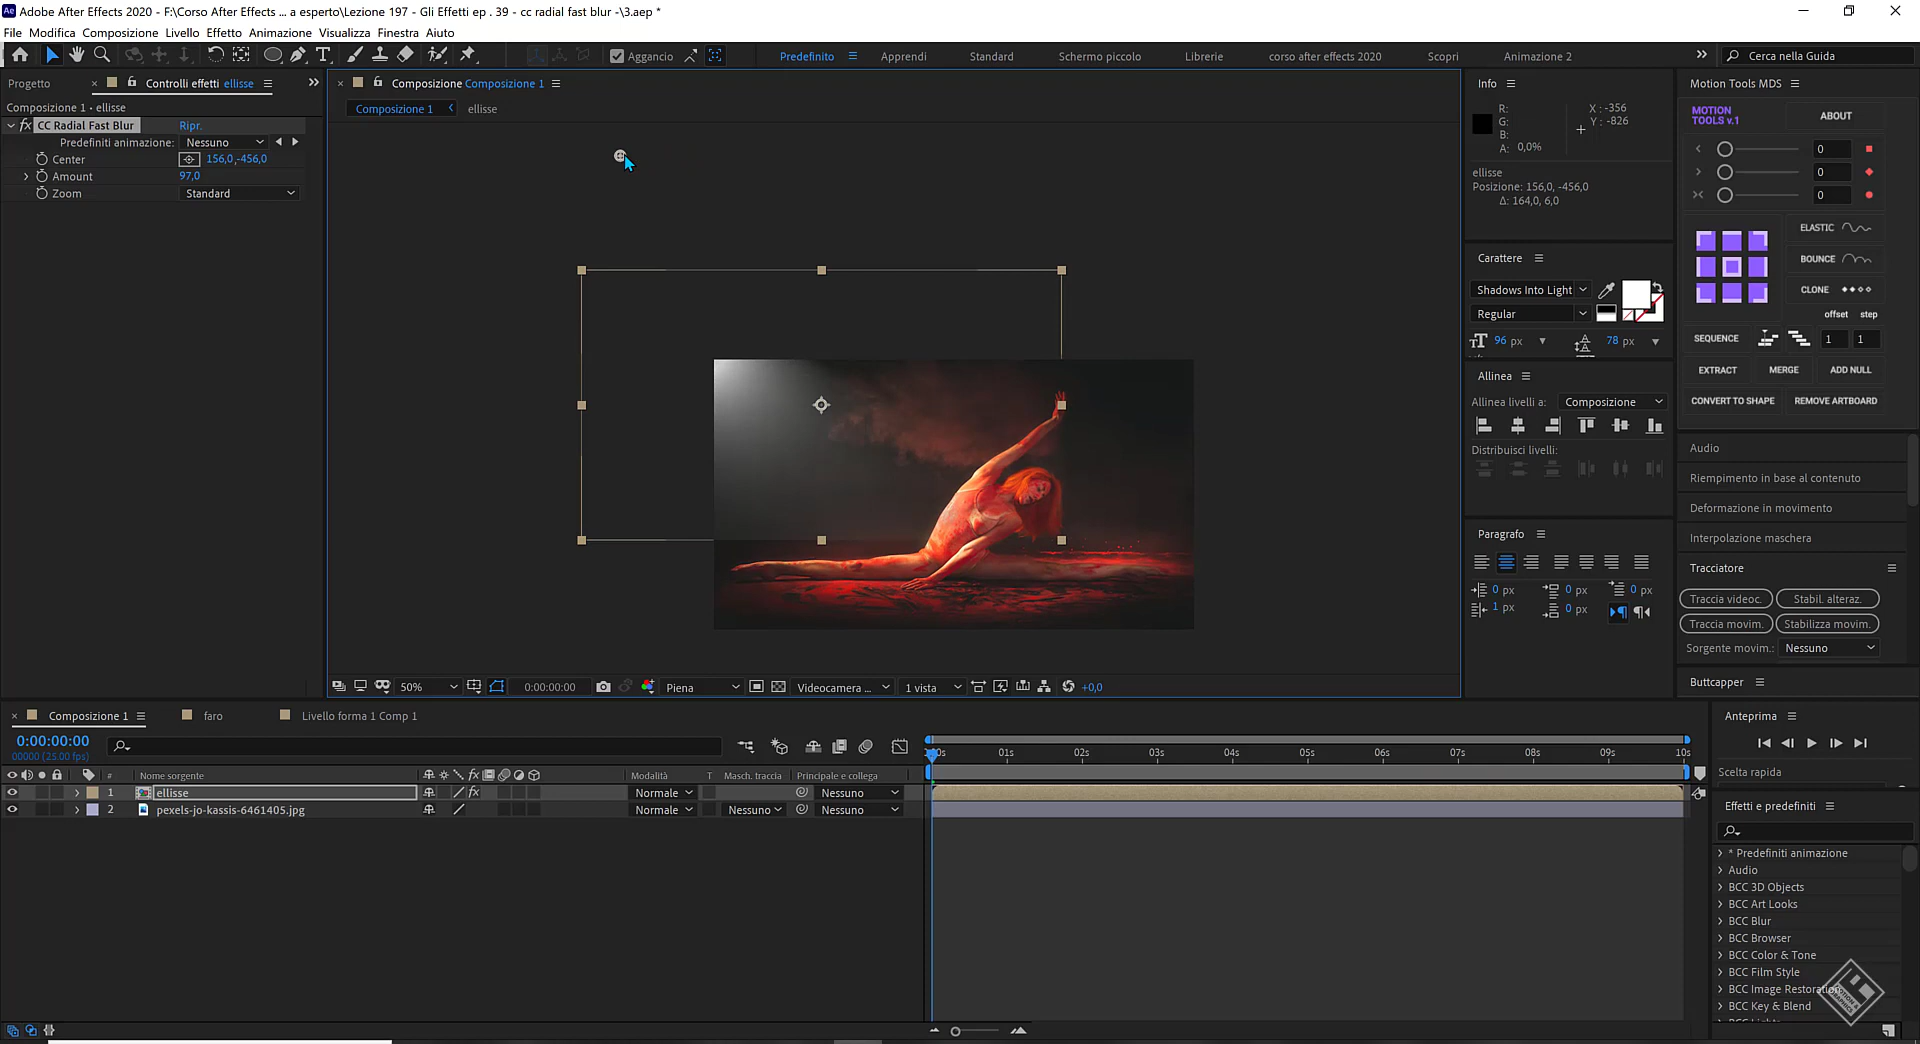 Adobe After Effects 2020 - F:\Corso After Effects ... a esperto\Lezione 197 - Gli Effetti ep . 39 - cc radial fast blur -\3.aep *
File Modifica Composizione Livello Effetto Animazione Visualizza Finestra Aiuto
Aggancio Predefinito Apprendi Standard Schermo piccolo Librerie corso after effects 2020 Scopri Animazione 2 Cerca nella Guida
Progetto Controlli effetti ellisse
Composizione 1 • ellisse
fx CC Radial Fast Blur Ripr.
Predefiniti animazione: Nessuno
Center 156,0,-456,0
Amount 97,0
Zoom Standard
Composizione Composizione 1
Composizione 1 ellisse
50% 0:00:00:00 Piena Videocamera ... 1 vista +0,0
Info
R: X : -356
G: Y : -826
B:
A: 0,0%
ellisse
Posizione: 156,0, -456,0
Δ: 164,0, 6,0
Carattere
Shadows Into Light
Regular
96 px 78 px
Allinea
Allinea livelli a: Composizione
Distribuisci livelli:
Paragrafo
0 px 0 px 0 px
1 px 0 px
Motion Tools MDS
MOTION TOOLS v.1 ABOUT
0
0
0
ELASTIC
BOUNCE
CLONE
offset step
SEQUENCE 1 1
EXTRACT MERGE ADD NULL
CONVERT TO SHAPE REMOVE ARTBOARD
Audio
Riempimento in base al contenuto
Deformazione in movimento
Interpolazione maschera
Tracciatore
Traccia videoc. Stabil. alteraz.
Traccia movim. Stabilizza movim.
Sorgente movim.: Nessuno
Buttcapper
Composizione 1 faro Livello forma 1 Comp 1
0:00:00:00
00000 (25.00 fps)
# Nome sorgente Modalità T Masch. traccia Principale e collega
1 ellisse Normale Nessuno
2 pexels-jo-kassis-6461405.jpg Normale Nessuno Nessuno
01s 02s 03s 04s 05s 06s 07s 08s 09s 10s
Anteprima
Scelta rapida
Effetti e predefiniti
* Predefiniti animazione
Audio
BCC 3D Objects
BCC Art Looks
BCC Blur
BCC Browser
BCC Color & Tone
BCC Film Style
BCC Image Restoration
BCC Key & Blend